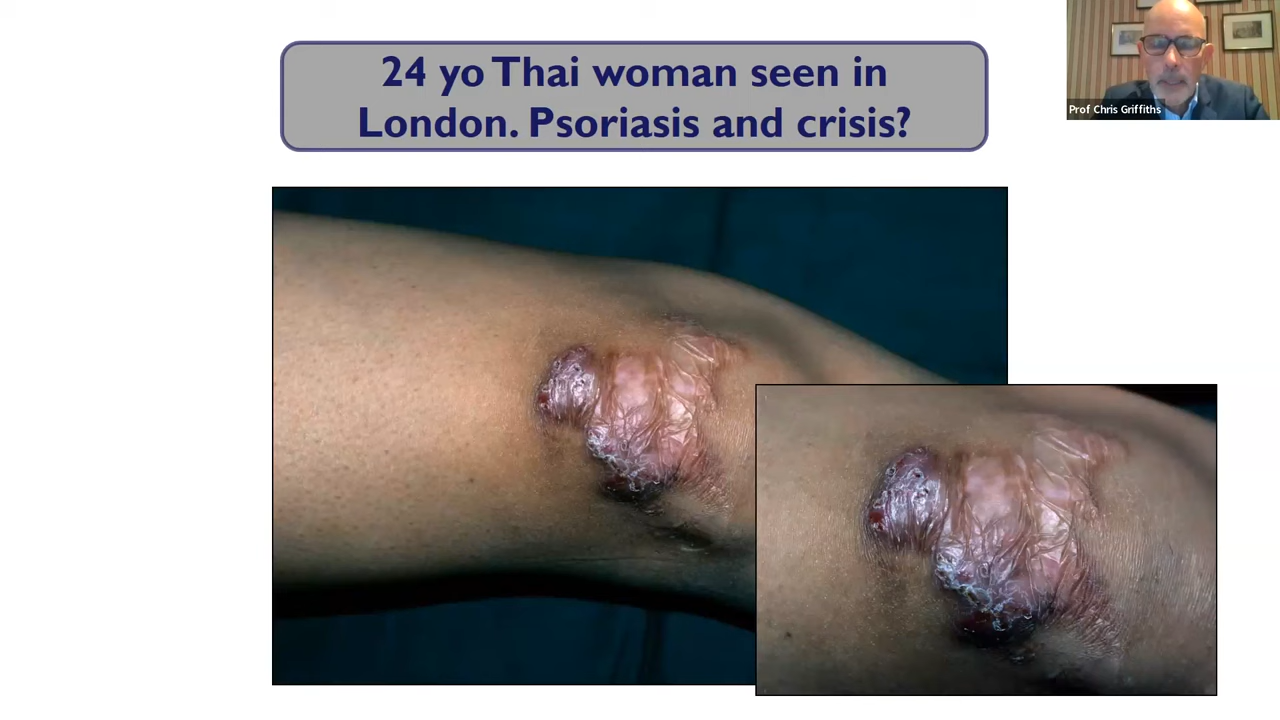 24 yo Thai woman seen in
London. Psoriasis and crisis?
Prof Chris Griffiths